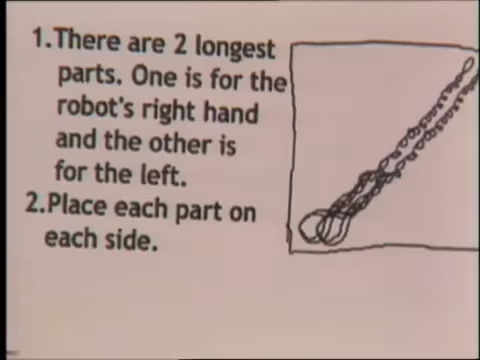 1.There are 2 longest
parts. One is for the
robot's right hand
and the other is
for the left.
2.Place each part on
each side.